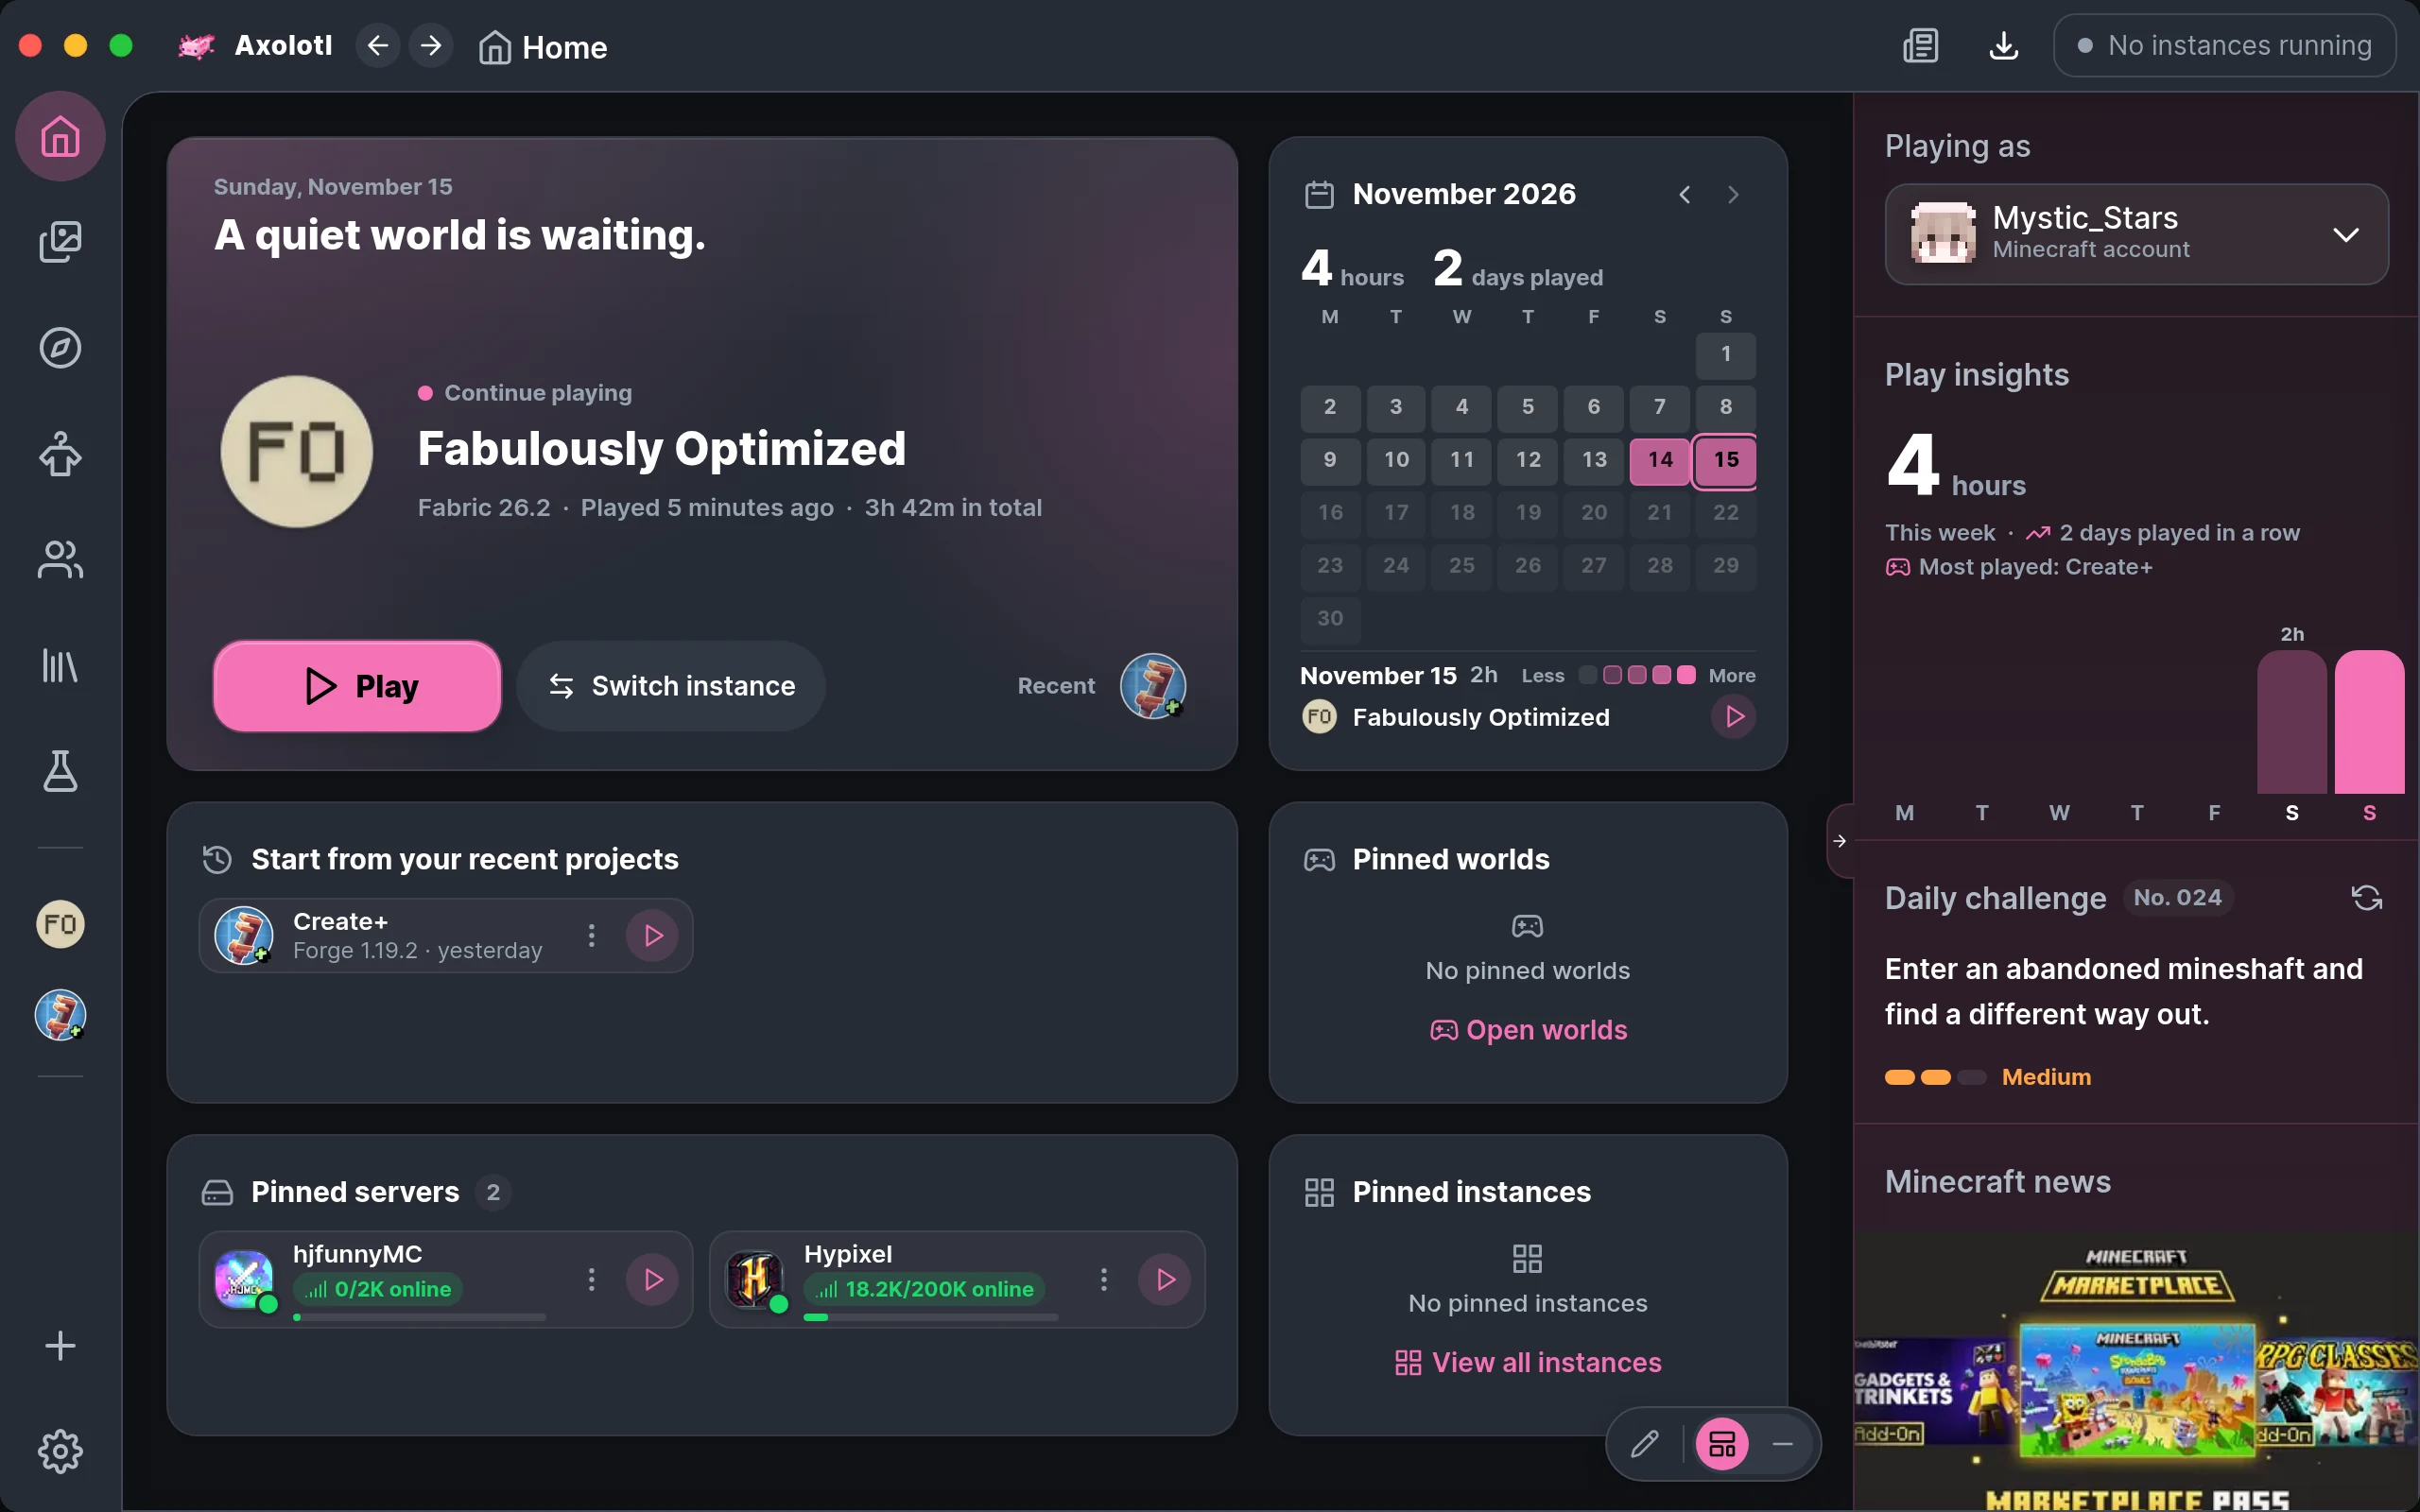 Axolotl
Home
No instances running
Sunday, November 15
A quiet world is waiting.
FO
Continue playing
Fabulously Optimized
Fabric 26.2 · Played 5 minutes ago · 3h 42m in total
Play
Switch instance
Recent
November 2026
4 hours 2 days played
M T W T F S S
1
2 3 4 5 6 7 8
9 10 11 12 13 14 15
16 17 18 19 20 21 22
23 24 25 26 27 28 29
30
November 15 2h Less More
FO Fabulously Optimized
Start from your recent projects
Create+
Forge 1.19.2 · yesterday
Pinned worlds
No pinned worlds
Open worlds
FO
Pinned servers 2
hjfunnyMC
0/2K online
HJMC
Hypixel
18.2K/200K online
Pinned instances
No pinned instances
View all instances
Playing as
Mystic_Stars
Minecraft account
Play insights
4 hours
This week · 2 days played in a row
Most played: Create+
2h
M T W T F S S
Daily challenge No. 024
Enter an abandoned mineshaft and
find a different way out.
Medium
Minecraft news
MINECRAFT
MARKETPLACE
MINECRAFT
GADGETS &
TRINKETS
Add-On
RPG CLASSES
dd-On
MARKETPLACE PASS